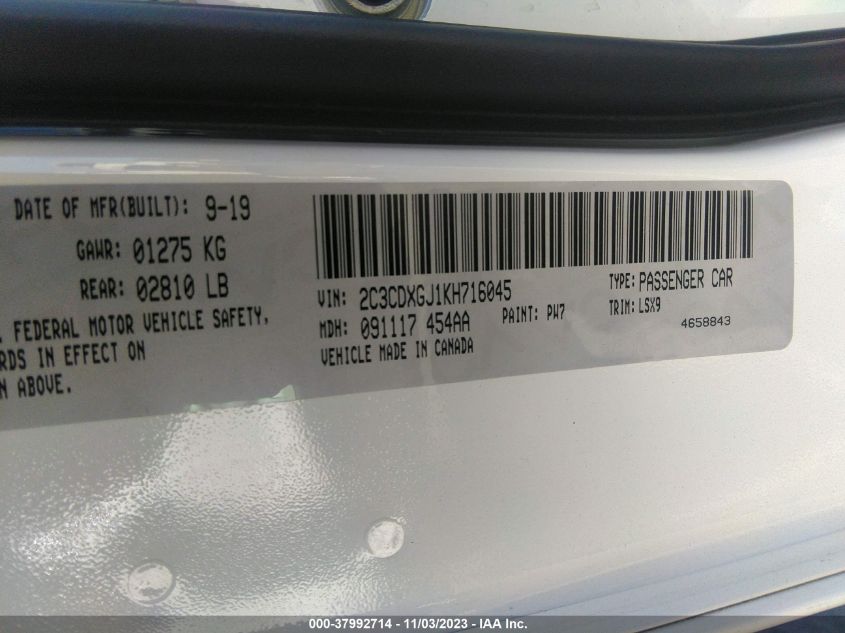 DATE OF MFR(BUILT): 9-19
GAWR: 01275 KG
REAR: 02810 LB
FEDERAL MOTOR VEHICLE SAFETY,
IN EFFECT ON
ABOVE.
VIN: 2C3CDXGJ1KH716045
TYPE: PASSENGER CAR
MDH: 091117 454AA
PAINT: PW7
TRIM: LSX9
VEHICLE MADE IN CANADA
4658843
000-37992714 - 11/03/2023 - IAA Inc.